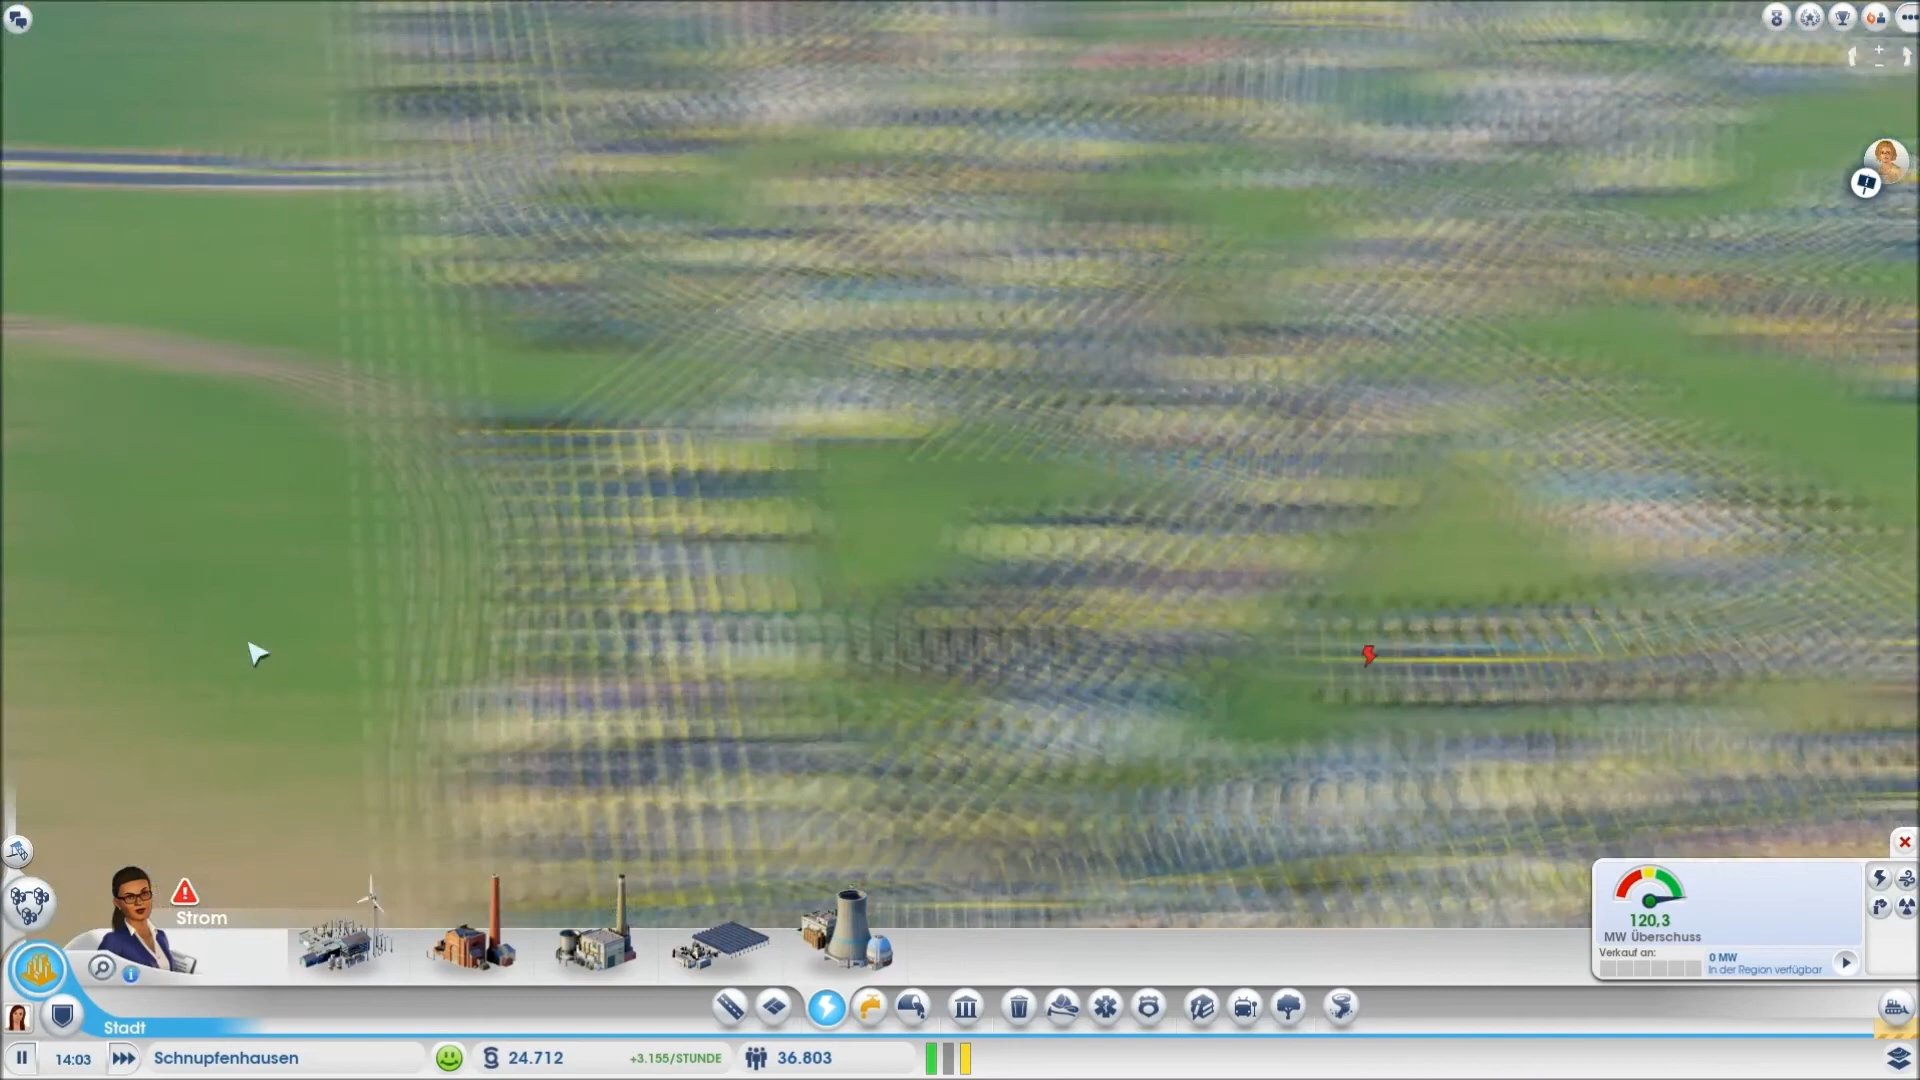 Strom
120,3
MW Überschuss
Verkauf an:
0 MW
In der Region verfügbar
Stadt
14:03
Schnupfenhausen
24.712
+3.155/STUNDE
36.803